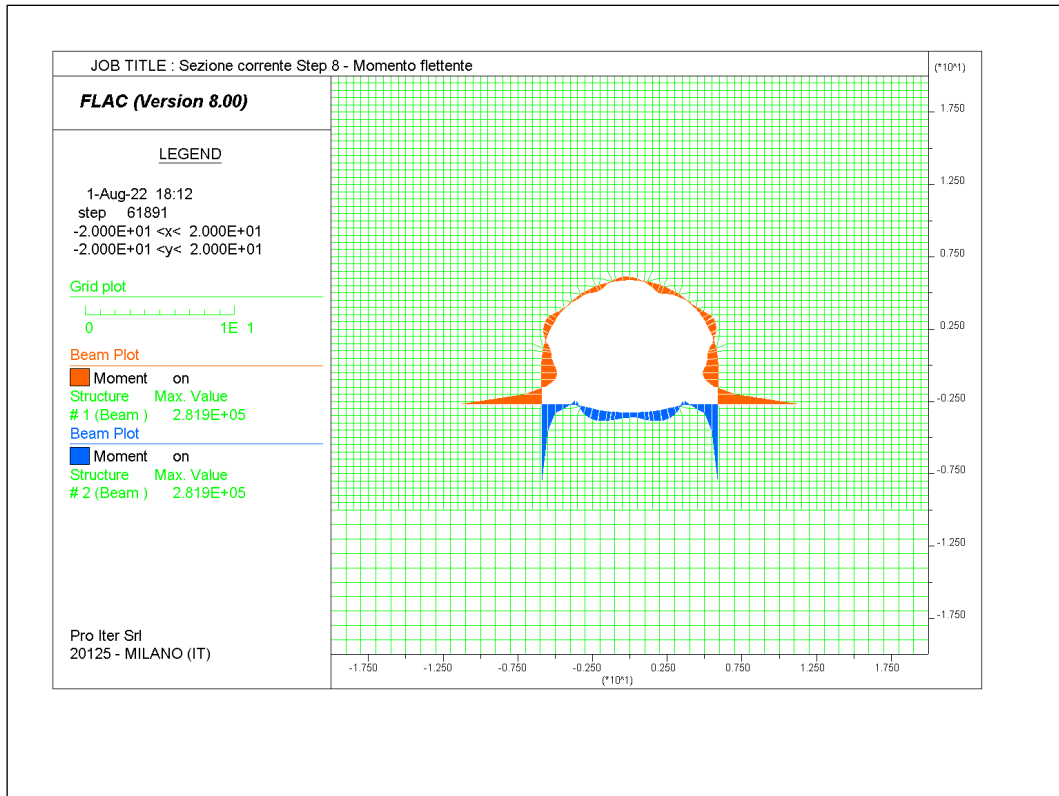 JOB TITLE : Sezione corrente Step 8 - Momento flettente
(*10^1)
FLAC (Version 8.00)
LEGEND
1-Aug-22 18:12
step 61891
-2.000E+01 <x< 2.000E+01
-2.000E+01 <y< 2.000E+01
Grid plot
0 1E 1
Beam Plot
Moment on
Structure Max. Value
# 1 (Beam ) 2.819E+05
Beam Plot
Moment on
Structure Max. Value
# 2 (Beam ) 2.819E+05
Pro Iter Srl
20125 - MILANO (IT)
1.750
1.250
0.750
0.250
-0.250
-0.750
-1.250
-1.750
-1.750 -1.250 -0.750 -0.250 0.250 0.750 1.250 1.750
(*10^1)